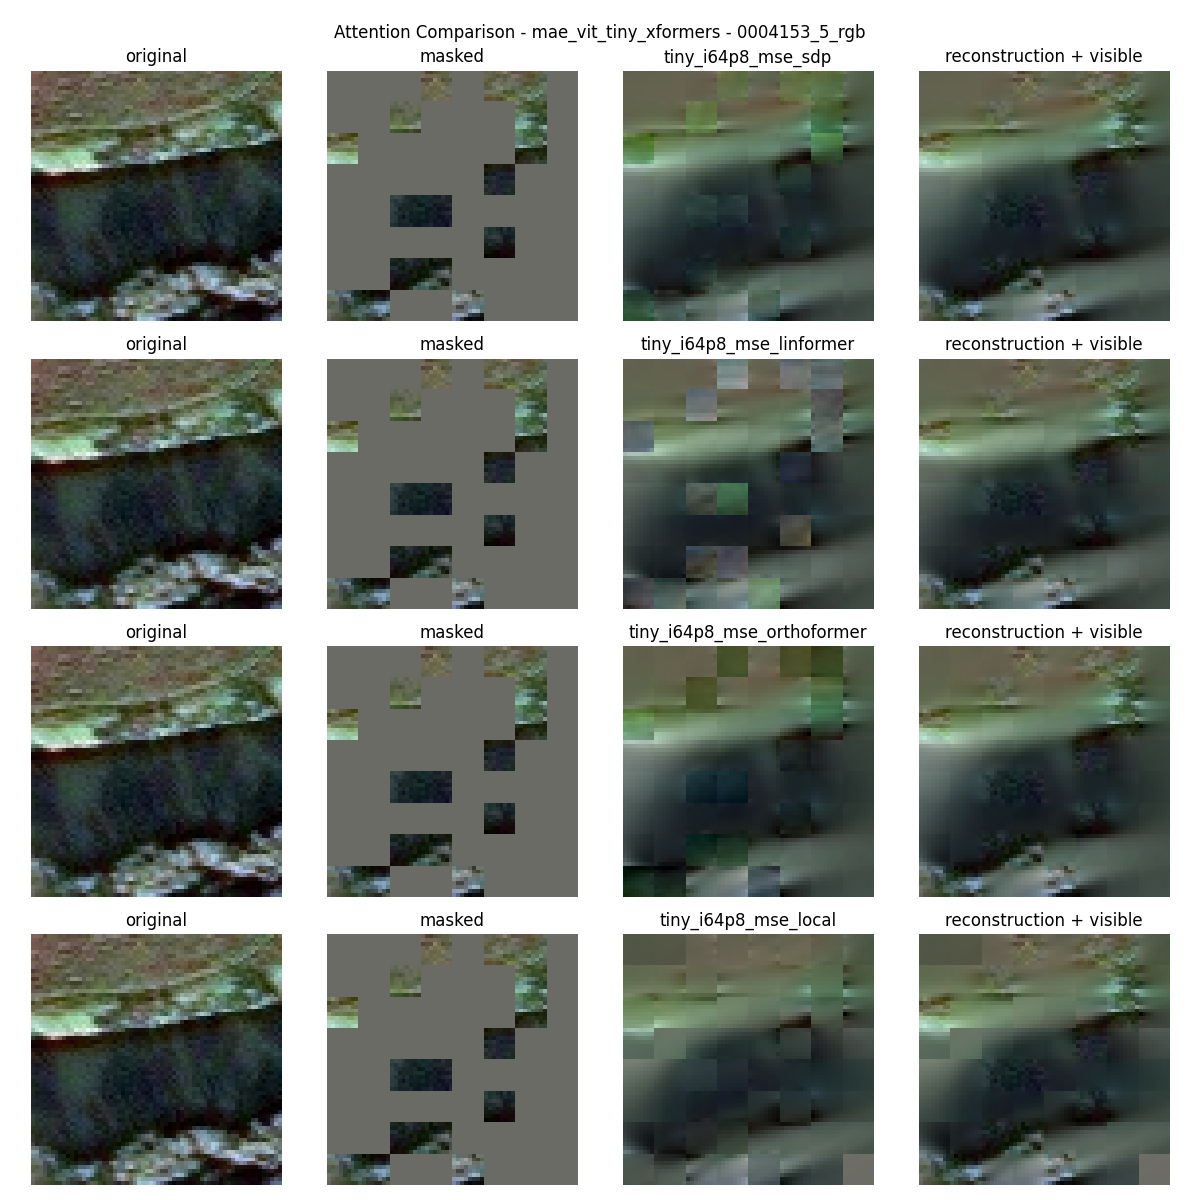 Attention Comparison - mae_vit_tiny_xformers - 0004153_5_rgb
original masked tiny_i64p8_mse_sdp reconstruction + visible
original masked tiny_i64p8_mse_linformer reconstruction + visible
original masked tiny_i64p8_mse_orthoformer reconstruction + visible
original masked tiny_i64p8_mse_local reconstruction + visible